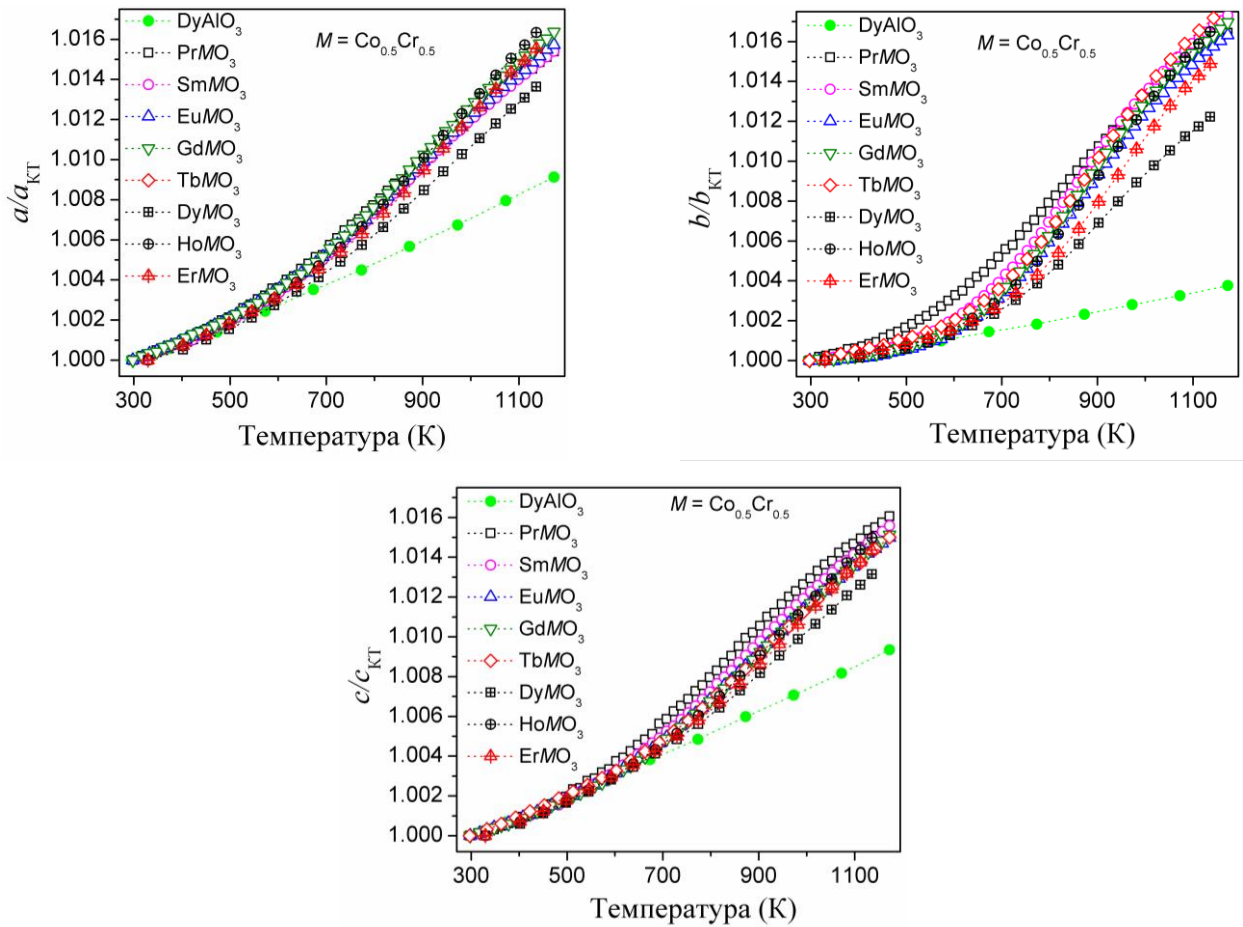 a/a_КТ
1.016
1.014
1.012
1.010
1.008
1.006
1.004
1.002
1.000
DyAlO₃
PrMO₃
SmMO₃
EuMO₃
GdMO₃
TbMO₃
DyMO₃
HoMO₃
ErMO₃
M = Co₀.₅Cr₀.₅
300 500 700 900 1100
Температура (К)
b/b_КТ
1.016
1.014
1.012
1.010
1.008
1.006
1.004
1.002
1.000
DyAlO₃
PrMO₃
SmMO₃
EuMO₃
GdMO₃
TbMO₃
DyMO₃
HoMO₃
ErMO₃
M = Co₀.₅Cr₀.₅
300 500 700 900 1100
Температура (К)
c/c_КТ
1.016
1.014
1.012
1.010
1.008
1.006
1.004
1.002
1.000
DyAlO₃
PrMO₃
SmMO₃
EuMO₃
GdMO₃
TbMO₃
DyMO₃
HoMO₃
ErMO₃
M = Co₀.₅Cr₀.₅
300 500 700 900 1100
Температура (К)